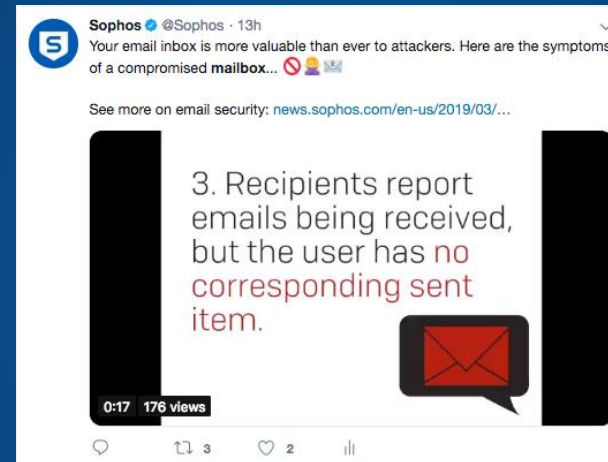 Sophos @Sophos · 13h
Your email inbox is more valuable than ever to attackers. Here are the symptoms
of a compromised mailbox... 🚫🤦‍♀️✉️
See more on email security: news.sophos.com/en-us/2019/03/...
3. Recipients report
emails being received,
but the user has no
corresponding sent
item.
0:17 176 views
3 2